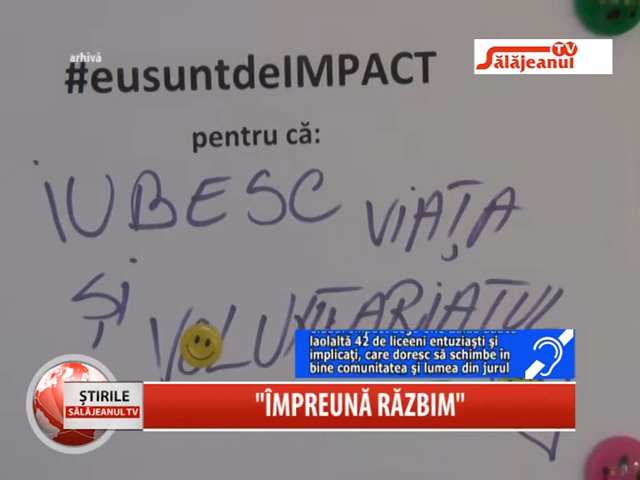 arhivă
Sălăjeanul TV
#eusuntdeIMPACT
pentru că:
IUBESC VIAȚA
ȘI VOLUNTARIATUL
laolaltă 42 de liceeni entuziaști și
implicați, care doresc să schimbe în
bine comunitatea și lumea din jurul
ȘTIRILE
SĂLĂJEANUL TV
"ÎMPREUNĂ RĂZBIM"